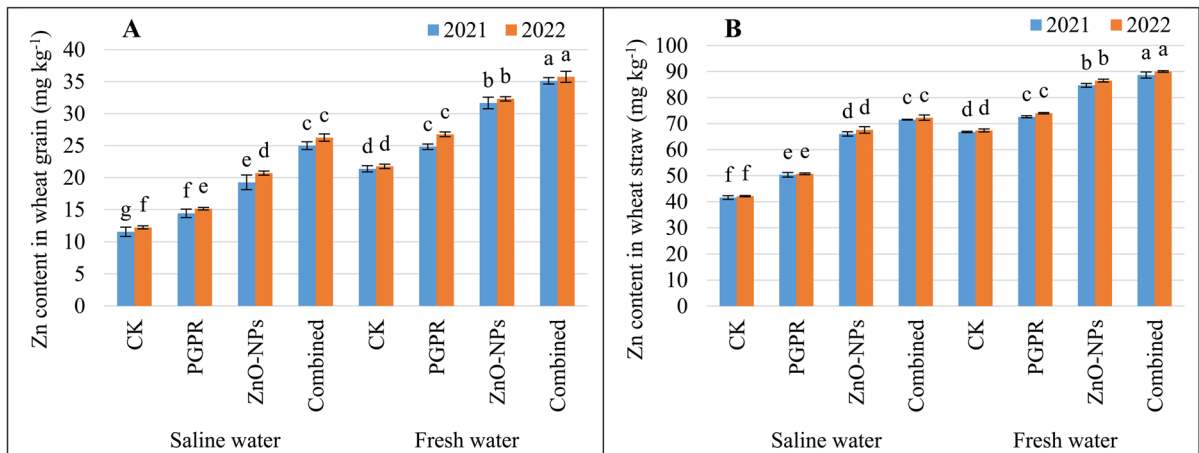 A
2021 2022
Zn content in wheat grain (mg kg⁻¹)
40
35
30
25
20
15
10
5
0
g f f e e d c c d d c c b b a a
CK PGPR ZnO-NPs Combined CK PGPR ZnO-NPs Combined
Saline water Fresh water
B
2021 2022
Zn content in wheat straw (mg kg⁻¹)
100
90
80
70
60
50
40
30
20
10
0
f f e e d d c c d d c c b b a a
CK PGPR ZnO-NPs Combined CK PGPR ZnO-NPs Combined
Saline water Fresh water